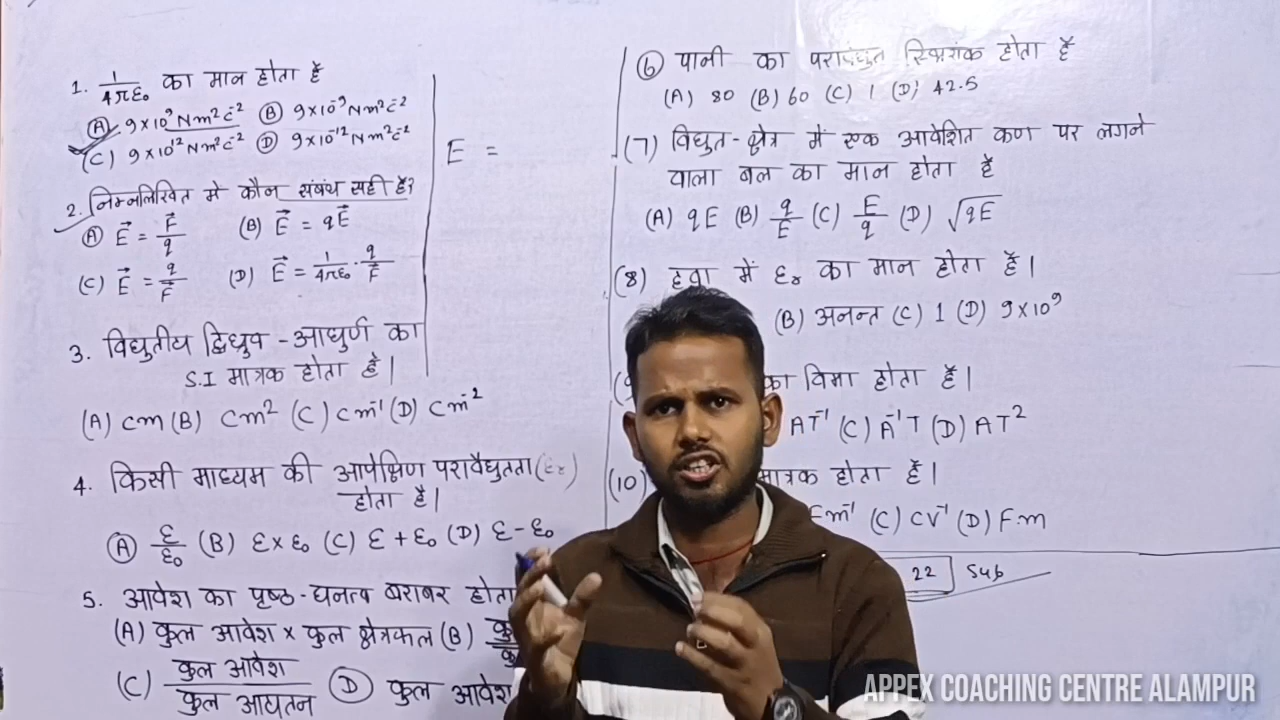 1. 1/4πε₀ का मान होता है
(A) 9×10⁹ Nm²c⁻² (B) 9×10⁻⁹ Nm²c⁻²
(C) 9×10¹² Nm²c⁻² (D) 9×10⁻¹² Nm²c⁻²
2. निम्नलिखित मे कौन संबंध सही है?
(A) E⃗ = F⃗/q (B) E⃗ = qE⃗
(C) E⃗ = q/F⃗ (D) E⃗ = 1/4πε₀ · q/F⃗
3. विधुतीय द्विध्रुव - आधुर्ण का
S.I मात्रक होता है।
(A) cm (B) cm² (C) cm⁻¹ (D) cm⁻²
4. किसी माध्यम की आपेक्षिण परावैधुतता (εr)
होता है।
(A) ε/ε₀ (B) ε×ε₀ (C) ε+ε₀ (D) ε-ε₀
5. आवेश का पृष्ठ-घनत्व बराबर होता
(A) कुल आवेश × कुल क्षेत्रफल (B)
(C) कुल आवेश/कुल आयतन (D) कुल आवेश
E =
(6) पानी का परावैधुत स्थिरांक होता है
(A) 80 (B) 60 (C) 1 (D) 42.5
(7) विधुत-क्षेत्र में एक आवेशित कण पर लगने
वाला बल का मान होता है
(A) qE (B) q/E (C) E/q (D) √qE
(8) हवा में εr का मान होता है।
(B) अनन्त (C) 1 (D) 9×10⁹
का विमा होता है।
AT⁻¹ (C) A⁻¹T (D) AT²
(10) मात्रक होता है।
Fm⁻¹ (C) CV⁻¹ (D) F.m
22 Sub
APPEX COACHING CENTRE ALAMPUR